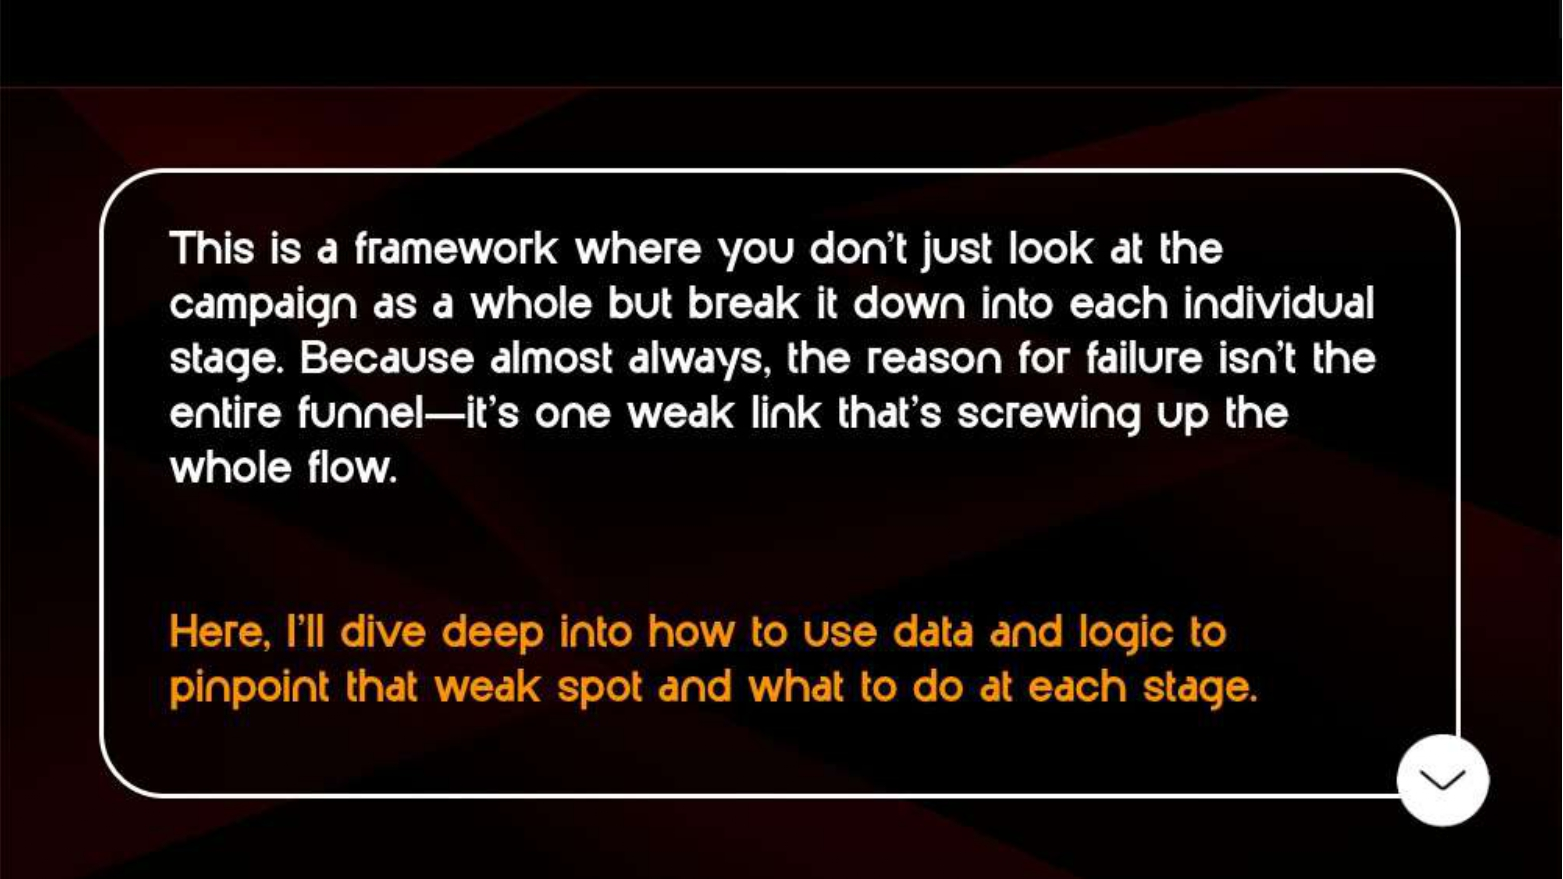 This is a framework where you don't just look at the
campaign as a whole but break it down into each individual
stage. Because almost always, the reason for failure isn't the
entire funnel—it's one weak link that's screwing up the
whole flow.
Here, I'll dive deep into how to use data and logic to
pinpoint that weak spot and what to do at each stage.